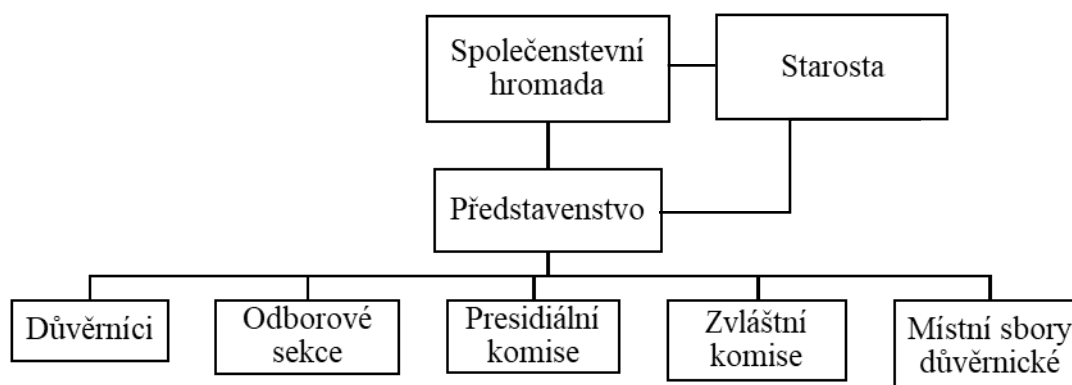 Společenstevní
hromada
Starosta
Představenstvo
Důvěrníci
Odborové
sekce
Presidiální
komise
Zvláštní
komise
Místní sbory
důvěrnické